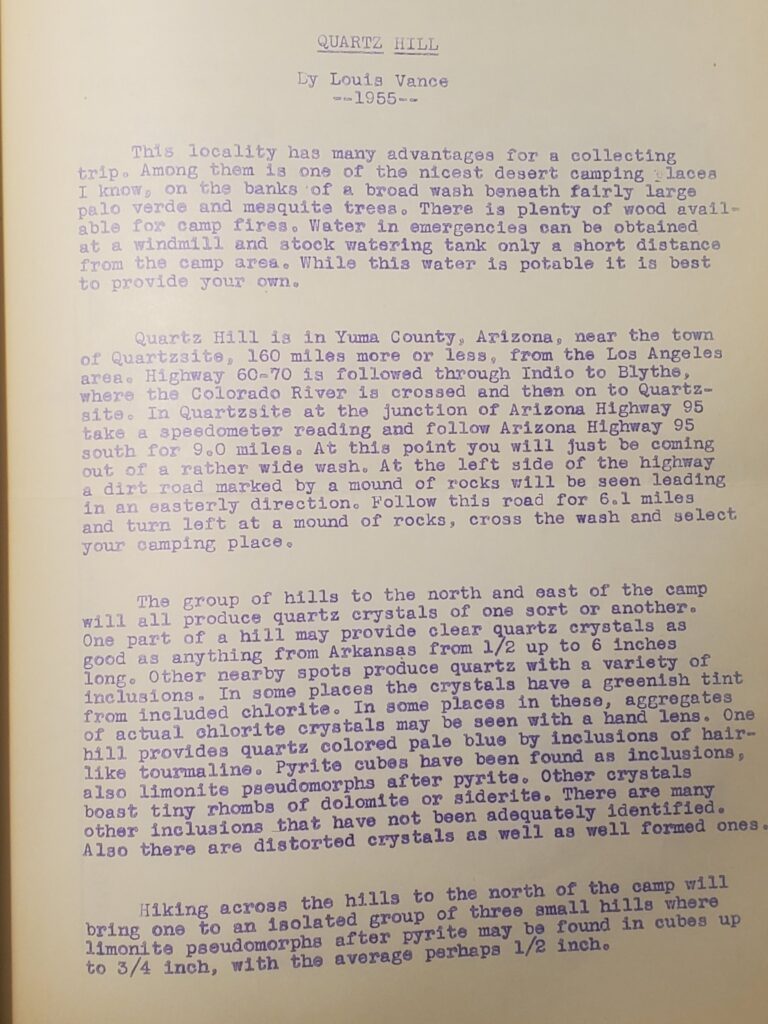 QUARTZ HILL
By Louis Vance
--1955--
This locality has many advantages for a collecting
trip. Among them is one of the nicest desert camping places
I know, on the banks of a broad wash beneath fairly large
palo verde and mesquite trees. There is plenty of wood avail-
able for camp fires. Water in emergencies can be obtained
at a windmill and stock watering tank only a short distance
from the camp area. While this water is potable it is best
to provide your own.
Quartz Hill is in Yuma County, Arizona, near the town
of Quartzsite, 160 miles more or less, from the Los Angeles
area. Highway 60-70 is followed through Indio to Blythe,
where the Colorado River is crossed and then on to Quartz-
site. In Quartzsite at the junction of Arizona Highway 95
take a speedometer reading and follow Arizona Highway 95
south for 9.0 miles. At this point you will just be coming
out of a rather wide wash. At the left side of the highway
a dirt road marked by a mound of rocks will be seen leading
in an easterly direction. Follow this road for 6.1 miles
and turn left at a mound of rocks, cross the wash and select
your camping place.
The group of hills to the north and east of the camp
will all produce quartz crystals of one sort or another.
One part of a hill may provide clear quartz crystals as
good as anything from Arkansas from 1/2 up to 6 inches
long. Other nearby spots produce quartz with a variety of
inclusions. In some places the crystals have a greenish tint
from included chlorite. In some places in these, aggregates
of actual chlorite crystals may be seen with a hand lens. One
hill provides quartz colored pale blue by inclusions of hair-
like tourmaline. Pyrite cubes have been found as inclusions,
also limonite pseudomorphs after pyrite. Other crystals
boast tiny rhombs of dolomite or siderite. There are many
other inclusions that have not been adequately identified.
Also there are distorted crystals as well as well formed ones.
Hiking across the hills to the north of the camp will
bring one to an isolated group of three small hills where
limonite pseudomorphs after pyrite may be found in cubes up
to 3/4 inch, with the average perhaps 1/2 inch.